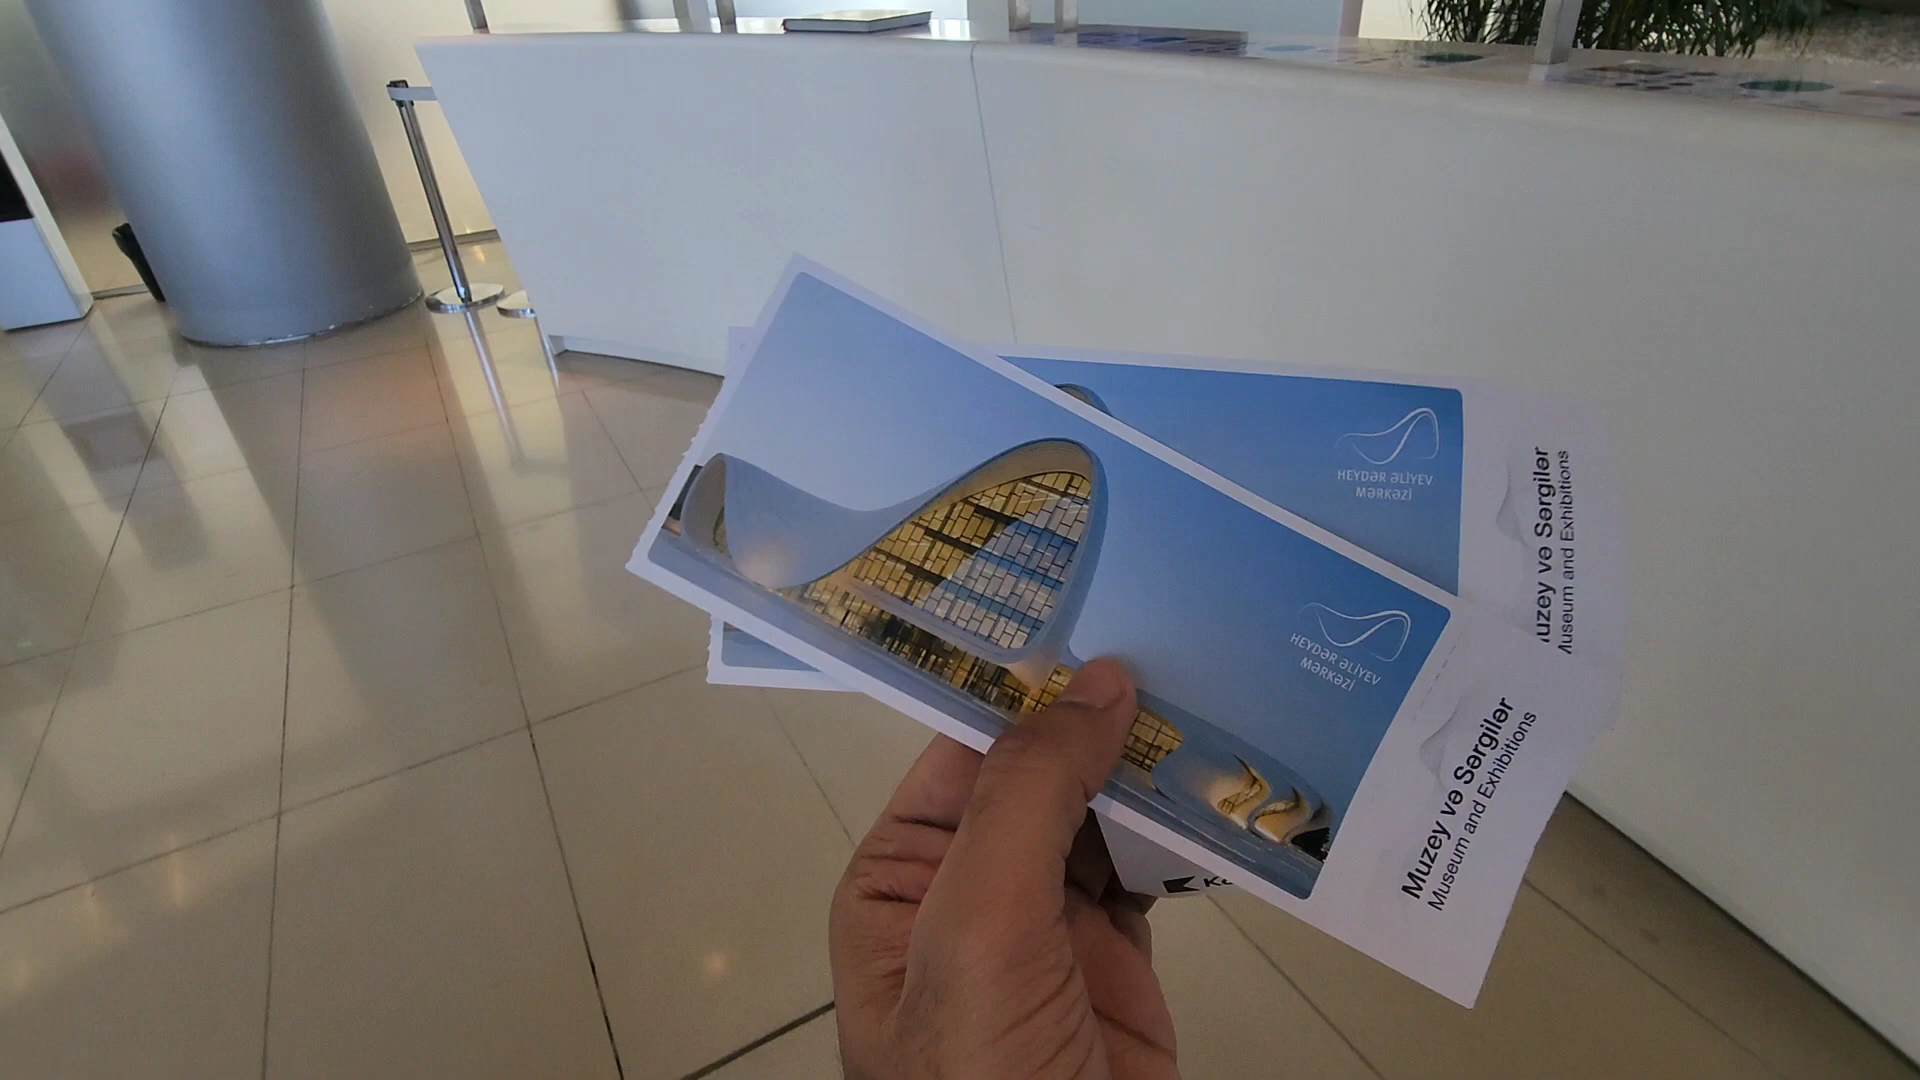 HEYDƏR ƏLİYEV
MƏRKƏZİ
Muzey və Sərgilər
Museum and Exhibitions
HEYDƏR ƏLİYEV
MƏRKƏZİ
Muzey və Sərgilər
Museum and Exhibitions